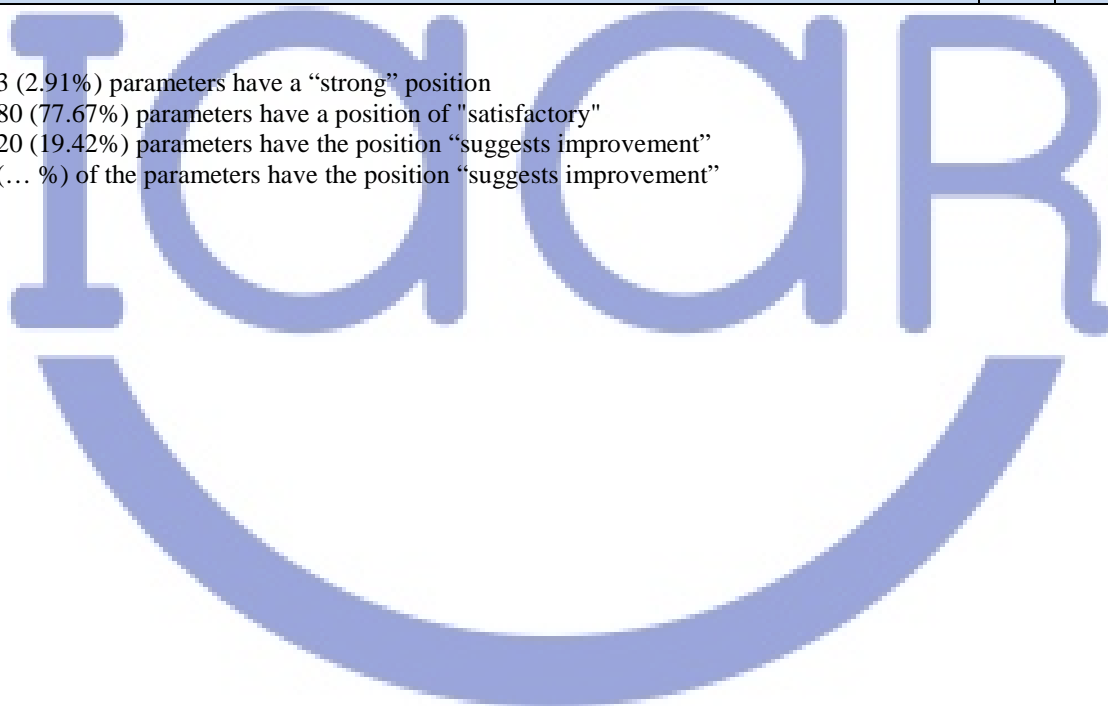 IaaR
3 (2.91%) parameters have a “strong” position
80 (77.67%) parameters have a position of "satisfactory"
20 (19.42%) parameters have the position “suggests improvement”
(… %) of the parameters have the position “suggests improvement”